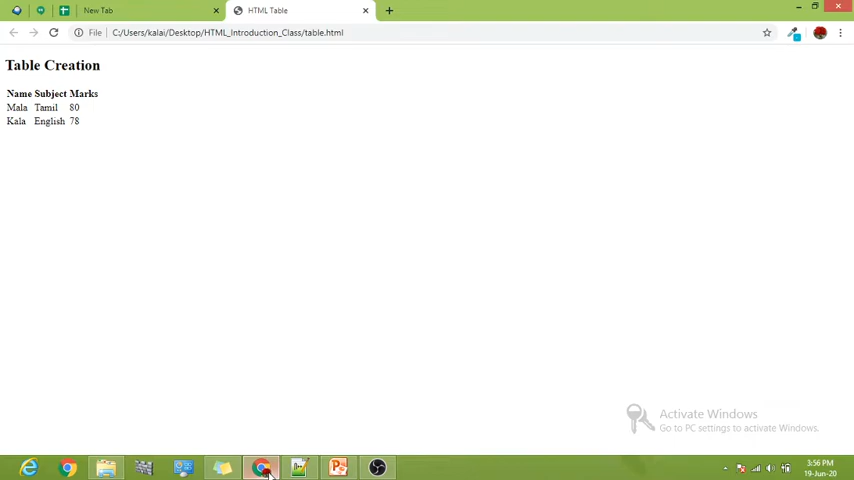 New Tab
HTML Table
File C:/Users/kalai/Desktop/HTML_Introduction_Class/table.html
Table Creation
Name Subject Marks
Mala Tamil 80
Kala English 78
Activate Windows
Go to PC settings to activate Windows.
3:56 PM
19-Jun-20